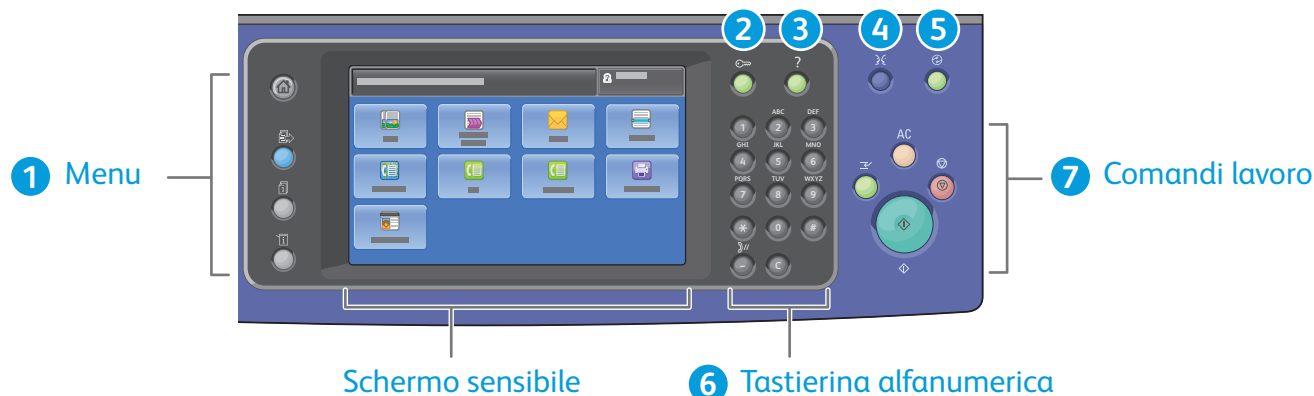 2 3 4 5
?
AC
1 Menu
ABC DEF
1 2 3
GHI JKL MNO
4 5 6
PQRS TUV WXYZ
7 8 9
* 0 #
- C
7 Comandi lavoro
Schermo sensibile
6 Tastierina alfanumerica